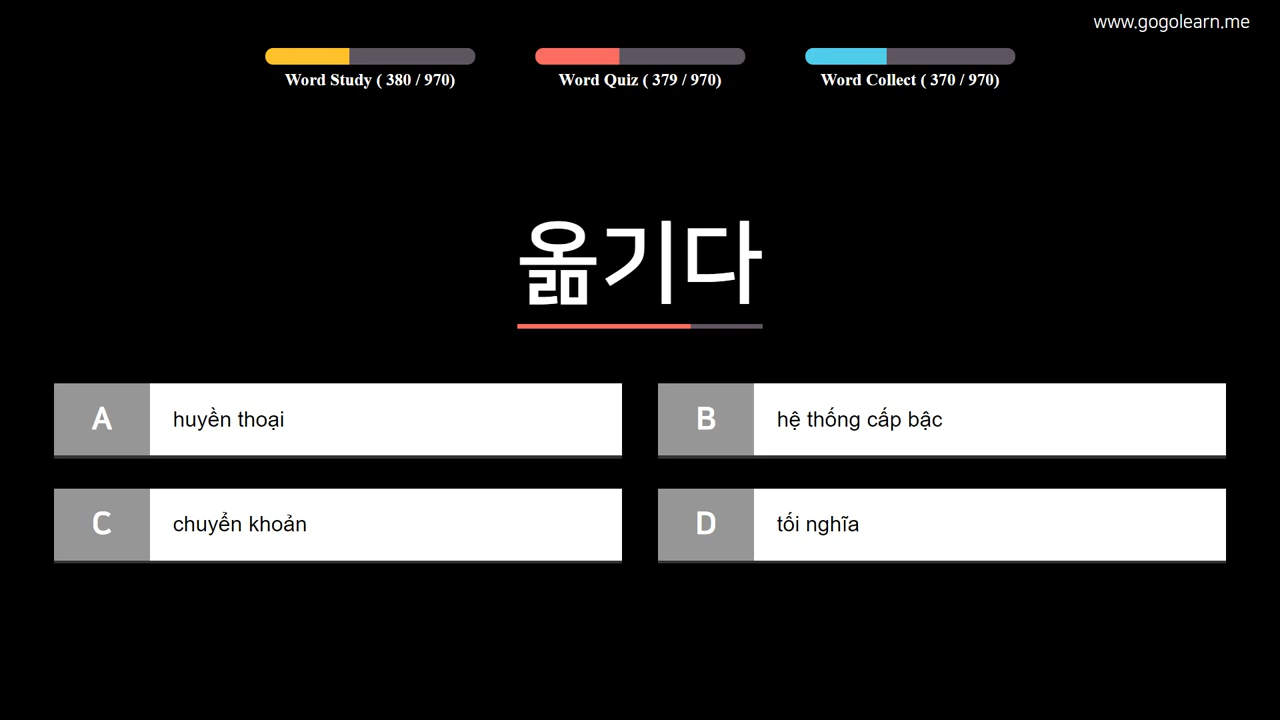 www.gogolearn.me
Word Study ( 380 / 970)
Word Quiz ( 379 / 970)
Word Collect ( 370 / 970)
옮기다
A huyền thoại
B hệ thống cấp bậc
C chuyển khoản
D tối nghĩa